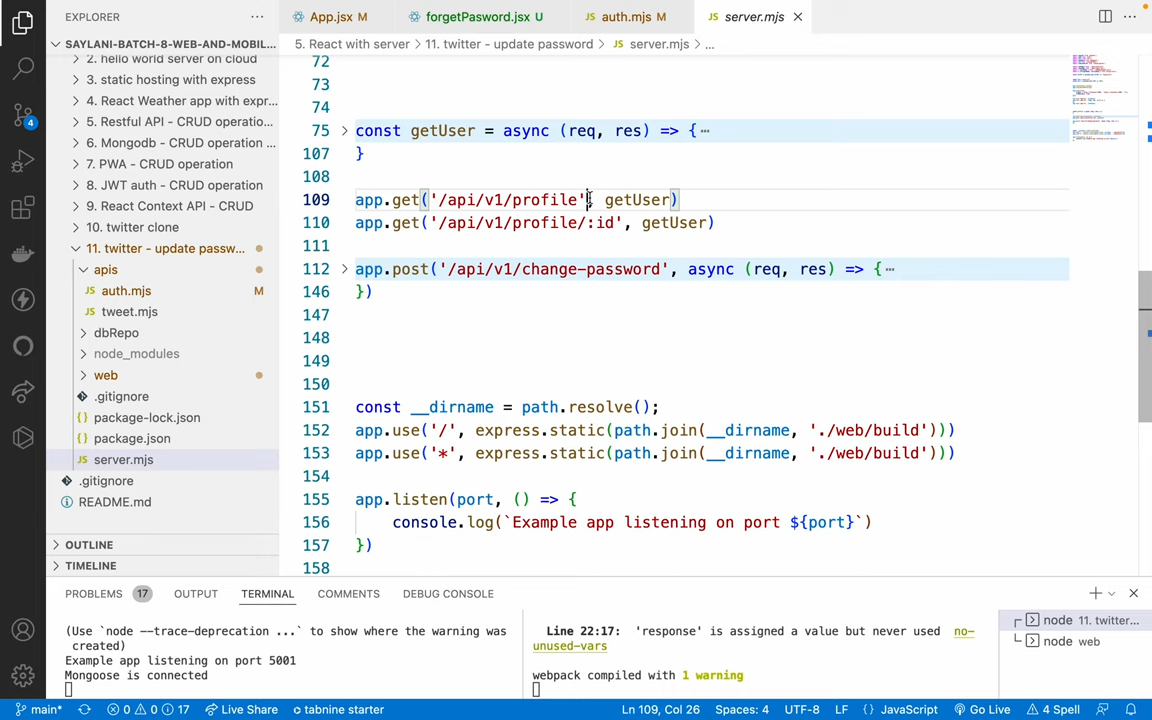 EXPLORER
App.jsx M
forgetPasword.jsx U
auth.mjs M
server.mjs
SAYLANI-BATCH-8-WEB-AND-MOBIL...
5. React with server > 11. twitter - update password > JS server.mjs > ...
2. hello world server on cloud
3. static hosting with express
4. React Weather app with expr...
5. Restful API - CRUD operatio...
6. Mongodb - CRUD operation ...
7. PWA - CRUD operation
8. JWT auth - CRUD operation
9. React Context API - CRUD
10. twitter clone
11. twitter - update passw...
apis
JS auth.mjs M
JS tweet.mjs
dbRepo
node_modules
web
.gitignore
{} package-lock.json
{} package.json
JS server.mjs
.gitignore
README.md
OUTLINE
TIMELINE
72
73
74
75 const getUser = async (req, res) => {⋯
107 }
108
109 app.get('/api/v1/profile', getUser)
110 app.get('/api/v1/profile/:id', getUser)
111
112 app.post('/api/v1/change-password', async (req, res) => {⋯
146 })
147
148
149
150
151 const __dirname = path.resolve();
152 app.use('/', express.static(path.join(__dirname, './web/build')))
153 app.use('*', express.static(path.join(__dirname, './web/build')))
154
155 app.listen(port, () => {
156 console.log(`Example app listening on port ${port}`)
157 })
158
PROBLEMS 17 OUTPUT TERMINAL COMMENTS DEBUG CONSOLE
(Use `node --trace-deprecation ...` to show where the warning was
created)
Example app listening on port 5001
Mongoose is connected
Line 22:17: 'response' is assigned a value but never used no-
unused-vars
webpack compiled with 1 warning
node 11. twitter...
node web
4
main* 0 0 17 Live Share tabnine starter Ln 109, Col 26 Spaces: 4 UTF-8 LF {} JavaScript Go Live 4 Spell